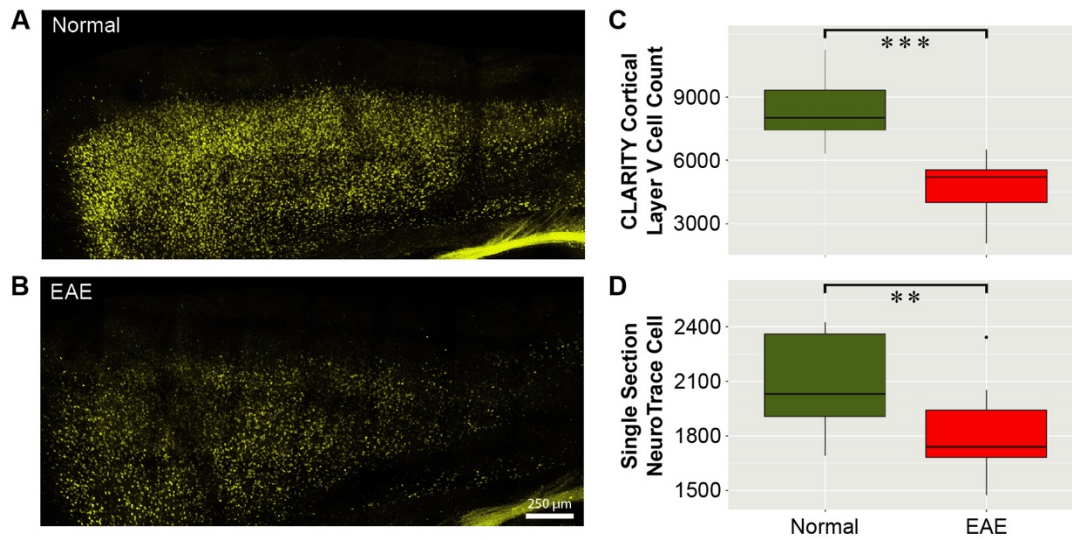 A
Normal
B
EAE
250 µm
C
***
CLARITY Cortical
Layer V Cell Count
9000
6000
3000
D
**
Single Section
NeuroTrace Cell
2400
2100
1800
1500
Normal
EAE